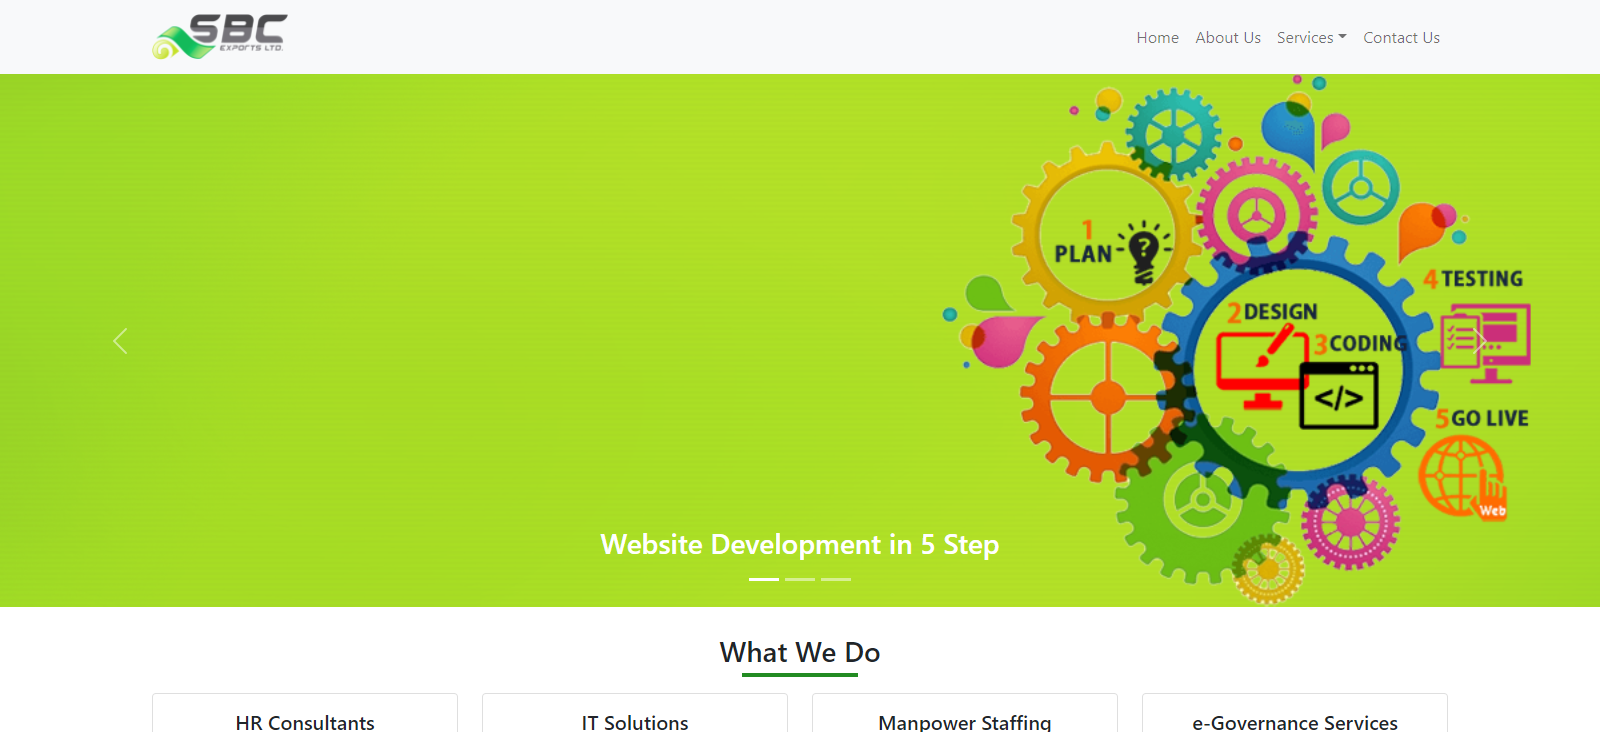 SBC
EXPORTS LTD.
Home About Us Services Contact Us
1
PLAN
?
2 DESIGN
3 CODING
</>
4 TESTING
5 GO LIVE
Web
Website Development in 5 Step
What We Do
HR Consultants
IT Solutions
Manpower Staffing
e-Governance Services